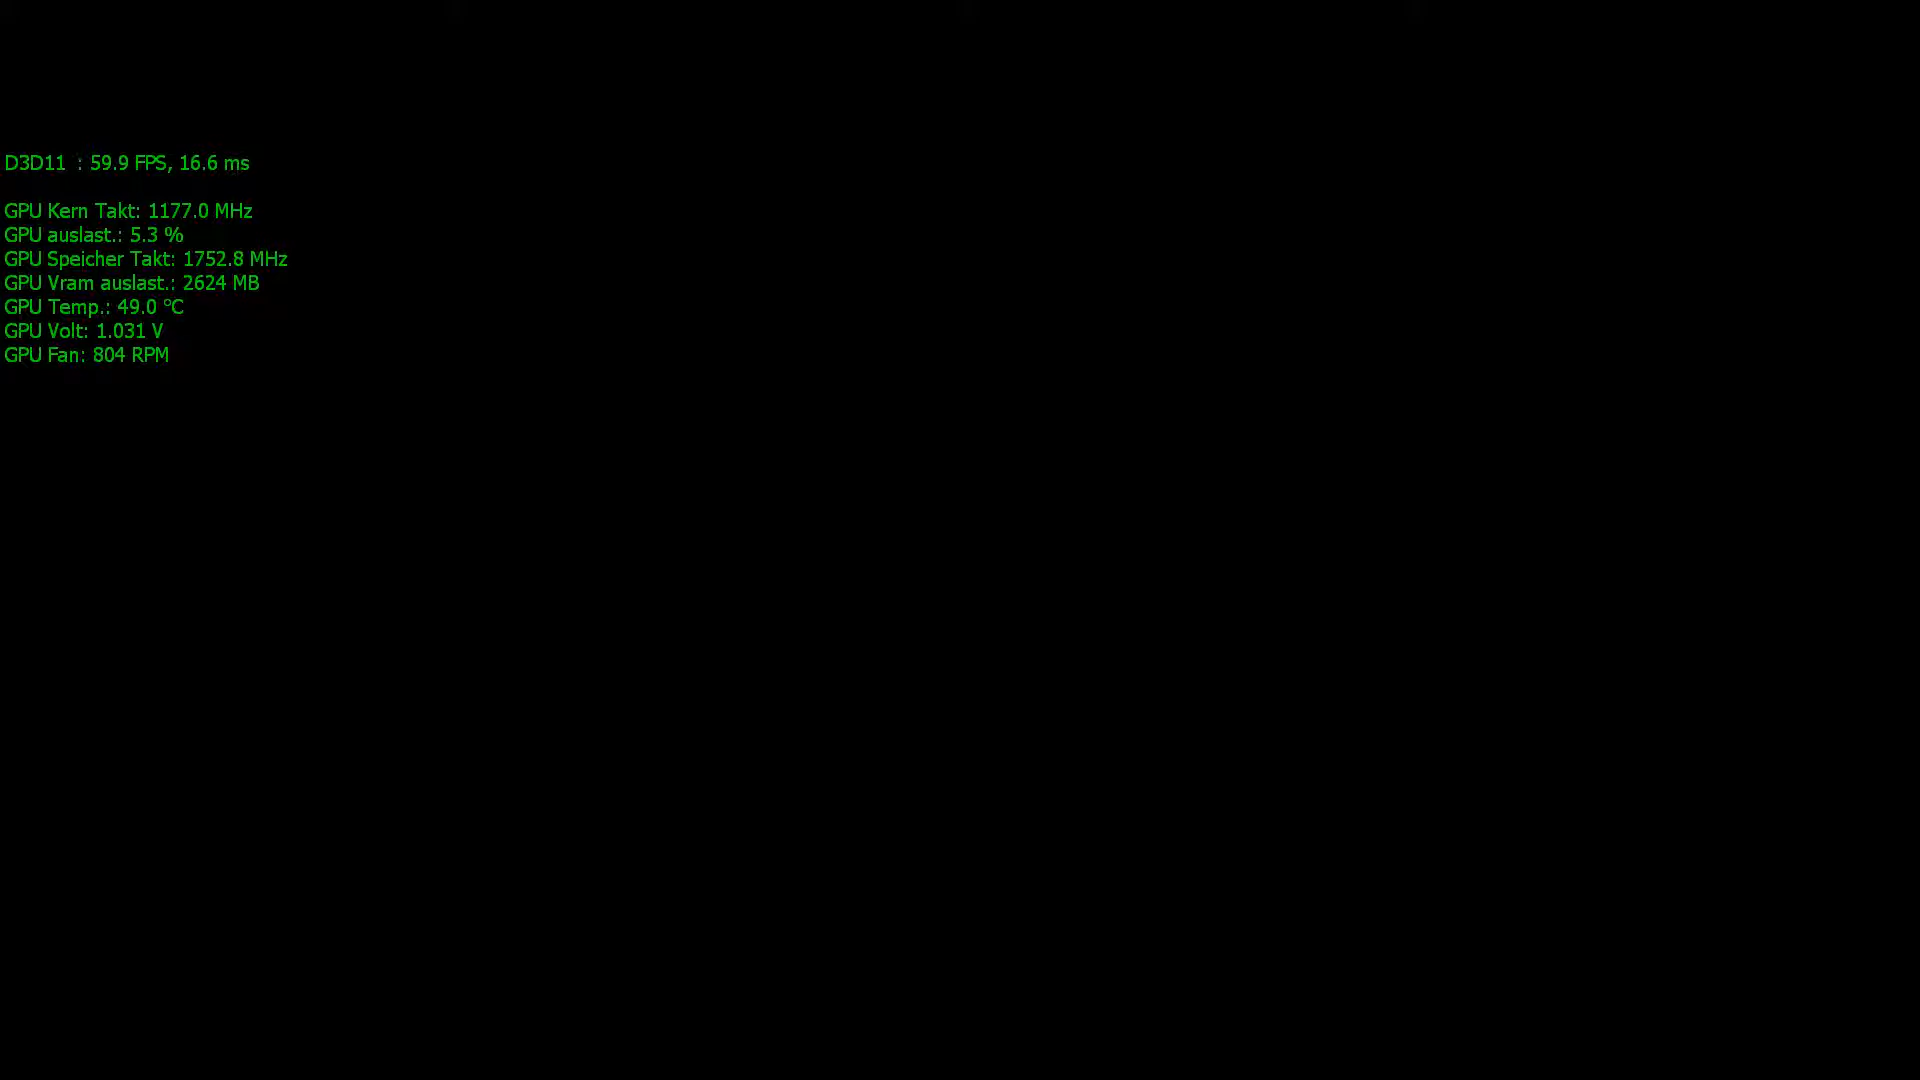 D3D11 : 59.9 FPS, 16.6 ms
GPU Kern Takt: 1177.0 MHz
GPU auslast.: 5.3 %
GPU Speicher Takt: 1752.8 MHz
GPU Vram auslast.: 2624 MB
GPU Temp.: 49.0 °C
GPU Volt: 1.031 V
GPU Fan: 804 RPM